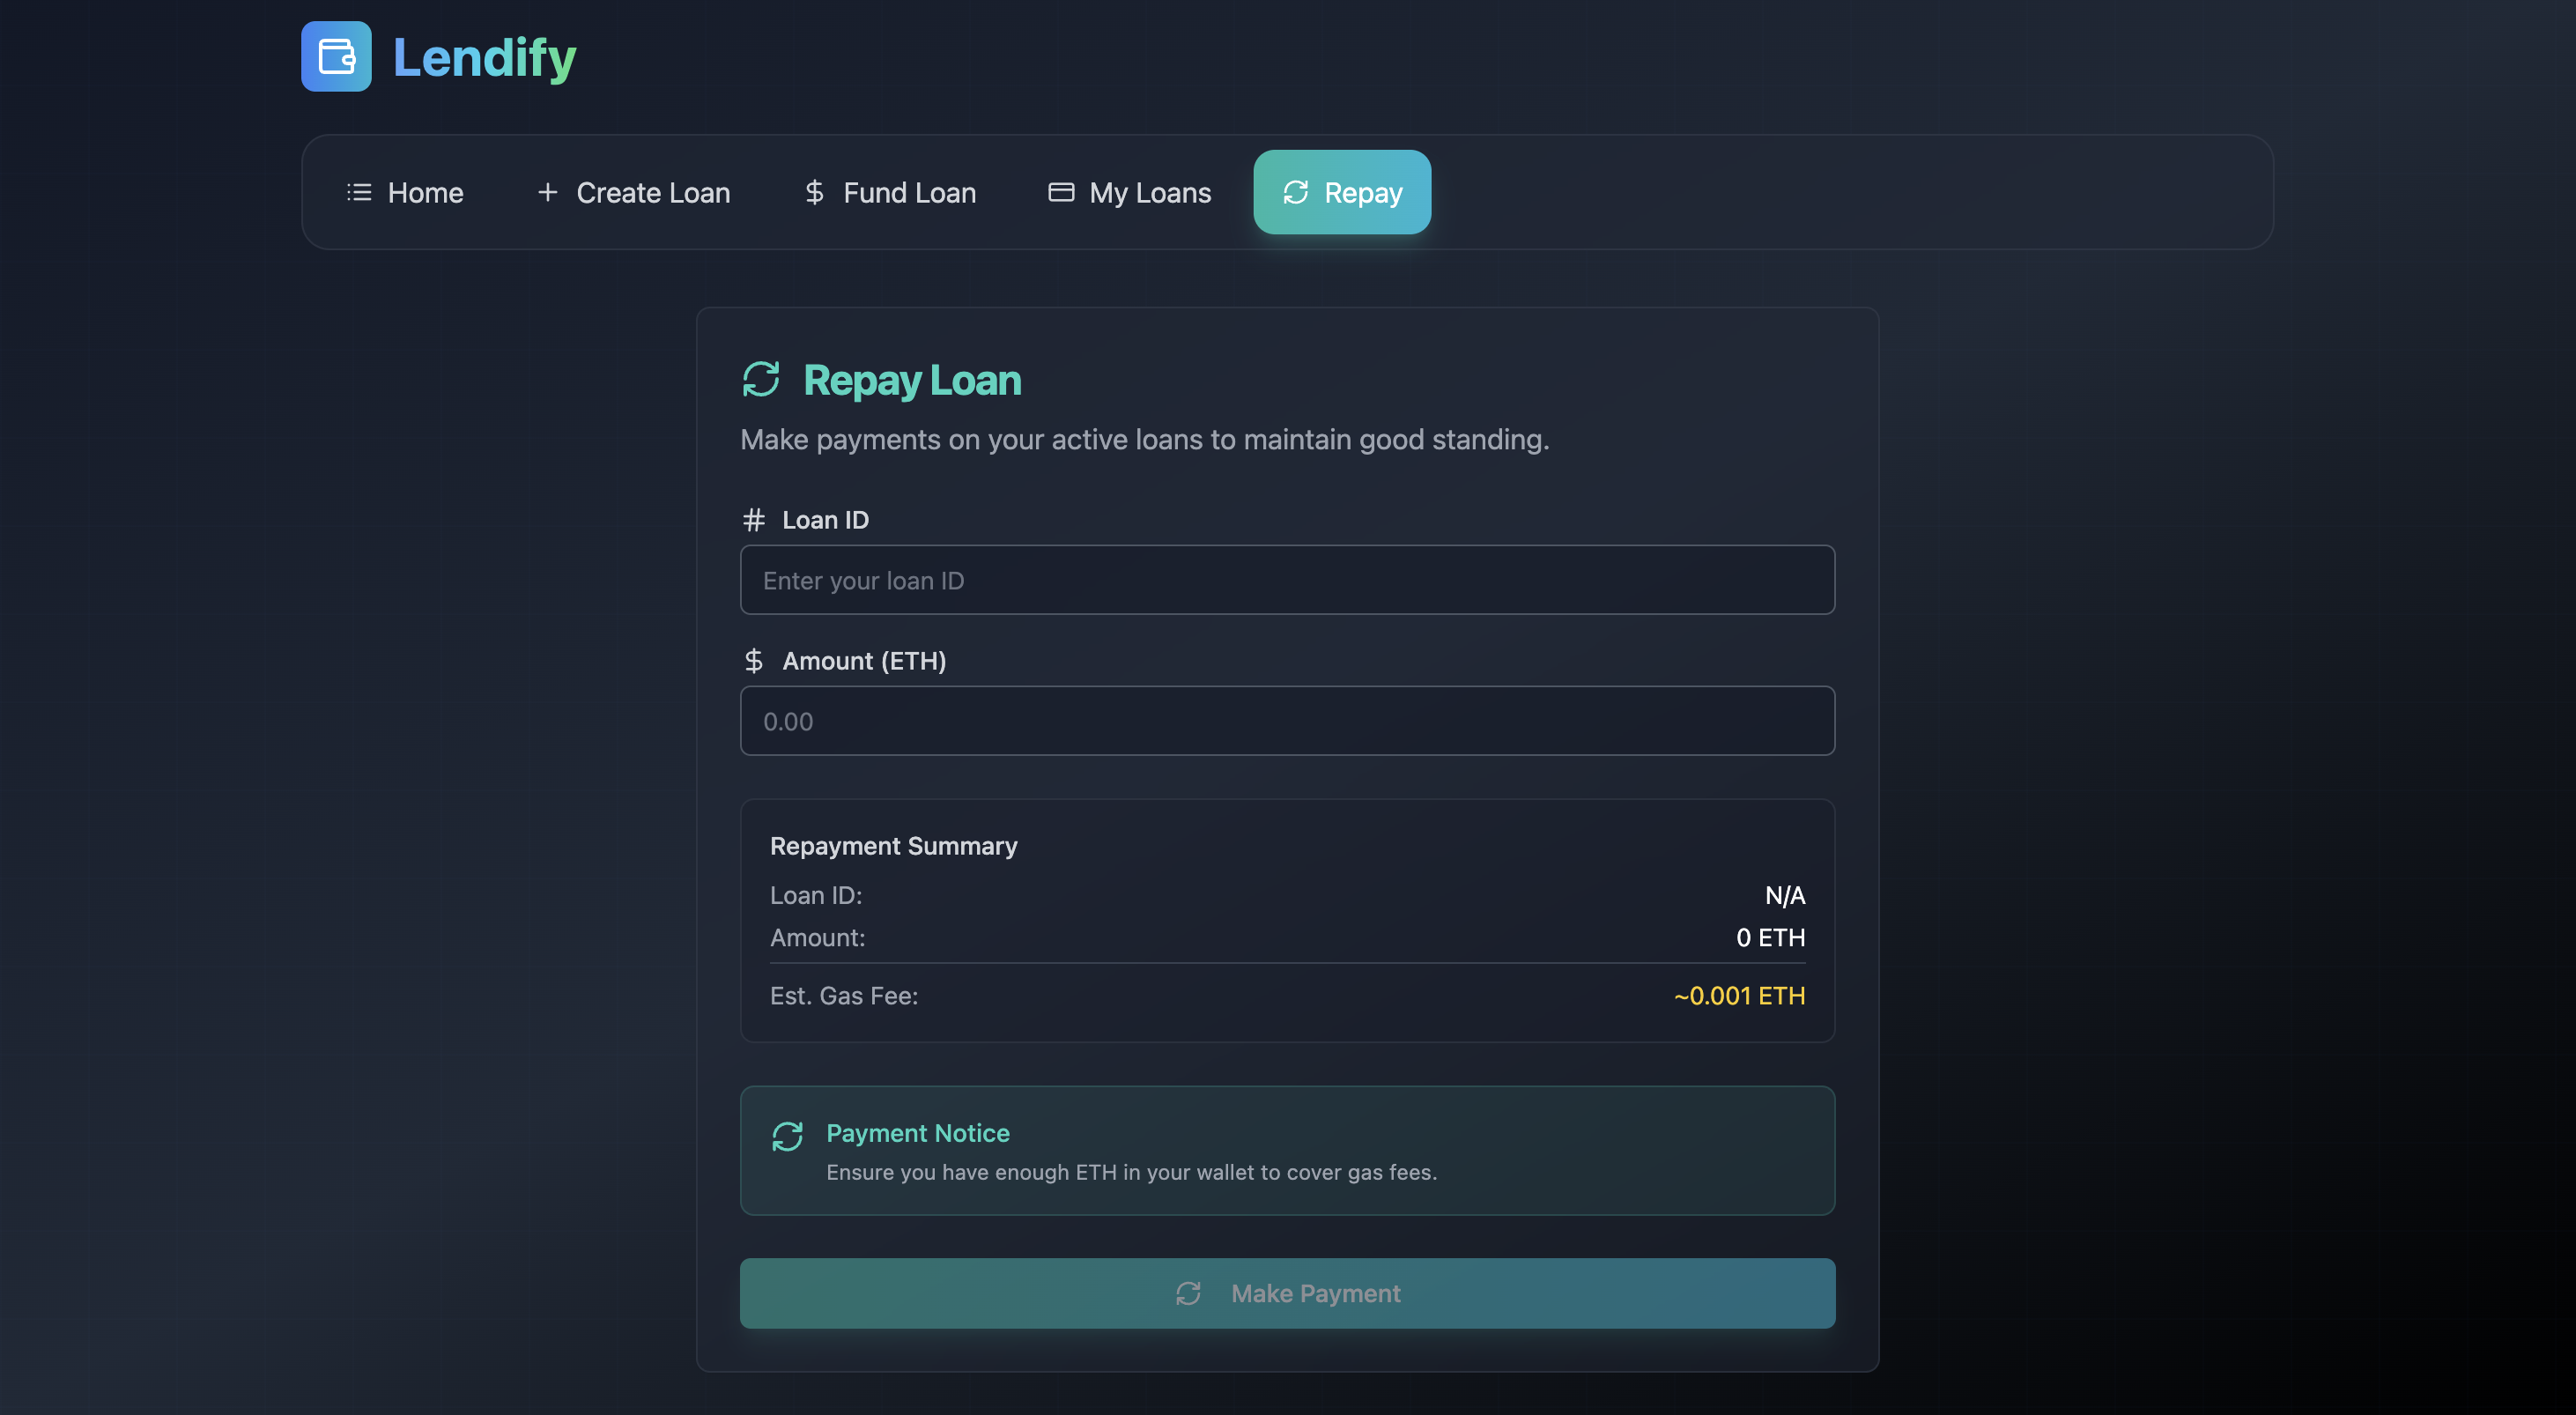 Lendify
Home
Create Loan
Fund Loan
My Loans
Repay
Repay Loan
Make payments on your active loans to maintain good standing.
# Loan ID
Enter your loan ID
$ Amount (ETH)
0.00
Repayment Summary
Loan ID: N/A
Amount: 0 ETH
Est. Gas Fee: ~0.001 ETH
Payment Notice
Ensure you have enough ETH in your wallet to cover gas fees.
Make Payment